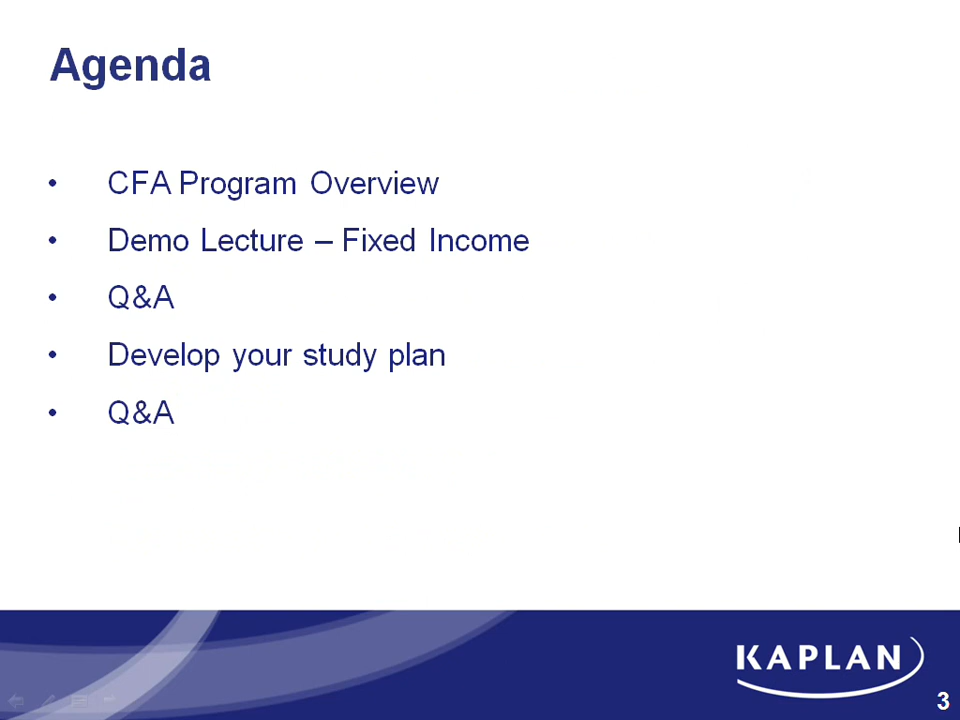 Agenda
• CFA Program Overview
• Demo Lecture – Fixed Income
• Q&A
• Develop your study plan
• Q&A
KAPLAN
3